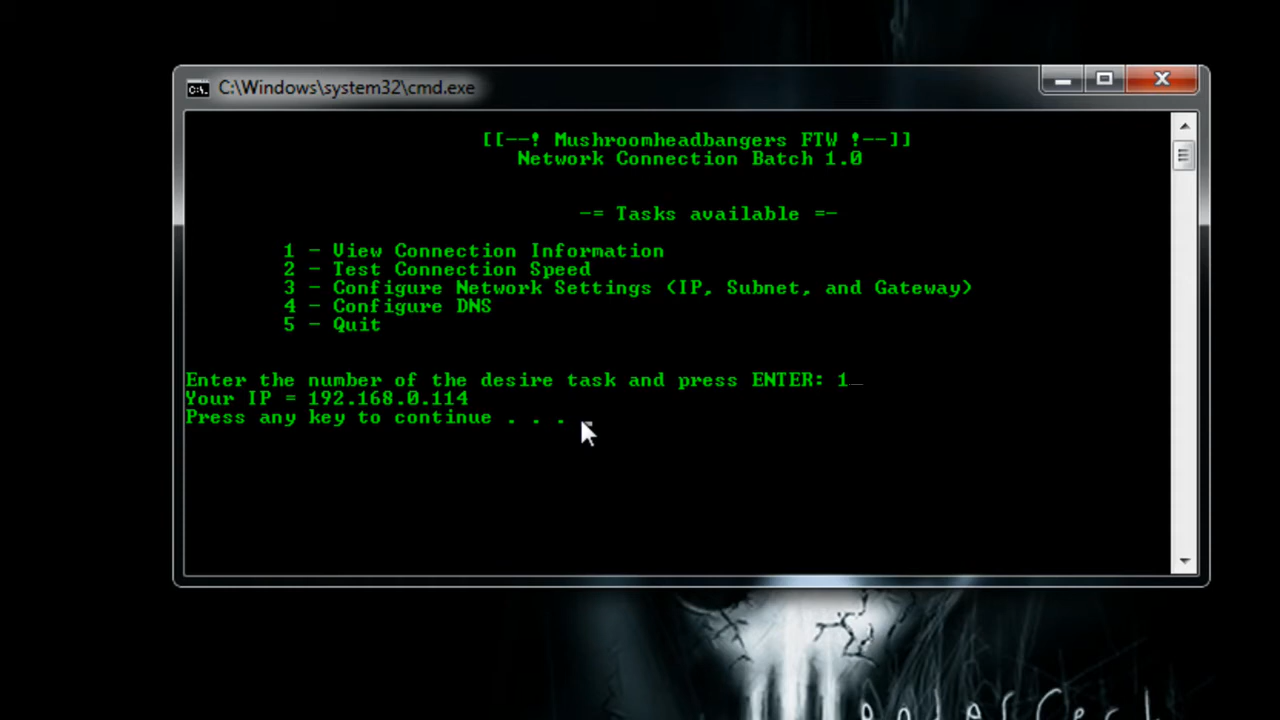 C:\Windows\system32\cmd.exe
[[--! Mushroomheadbangers FTW !--]]
Network Connection Batch 1.0
-= Tasks available =-
1 - View Connection Information
2 - Test Connection Speed
3 - Configure Network Settings (IP, Subnet, and Gateway)
4 - Configure DNS
5 - Quit
Enter the number of the desire task and press ENTER: 1_
Your IP = 192.168.0.114
Press any key to continue . . .